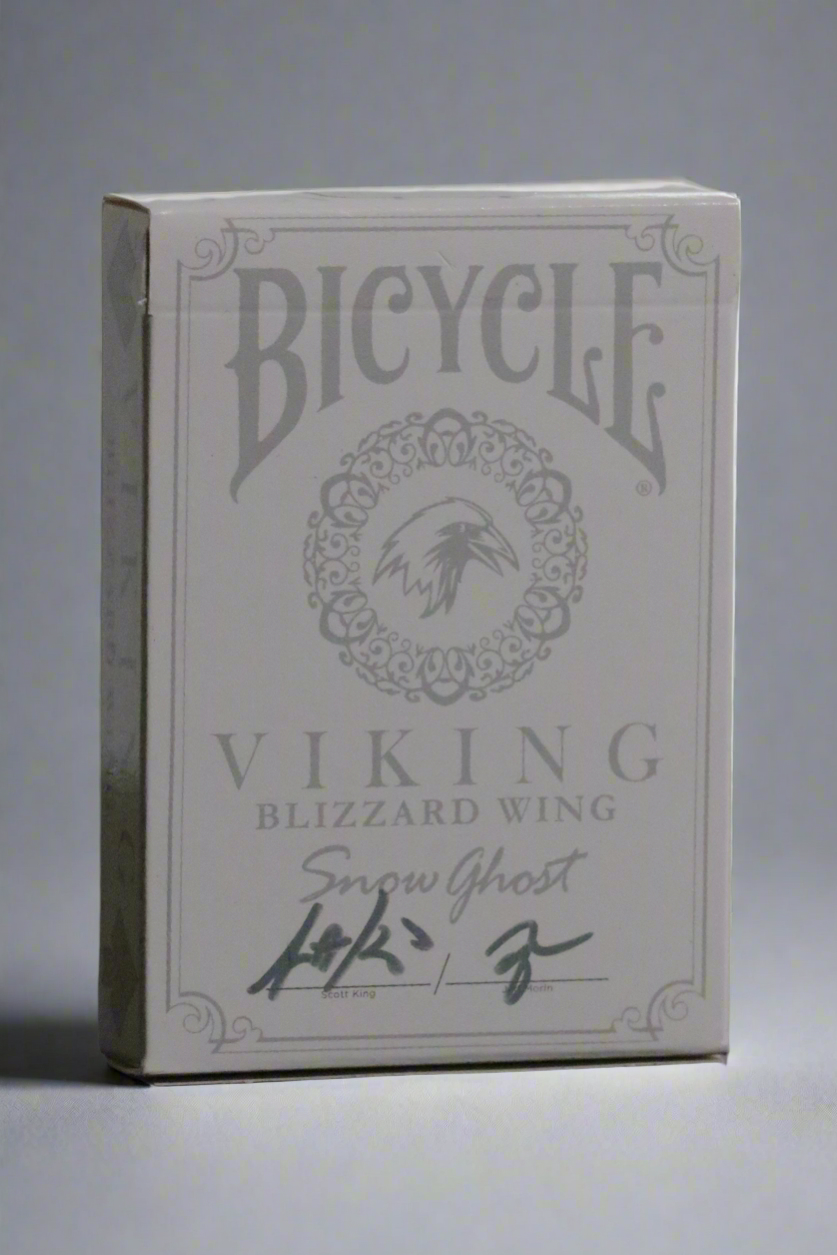 BICYCLE
®
VIKING
BLIZZARD WING
Snow Ghost
/
Scott King